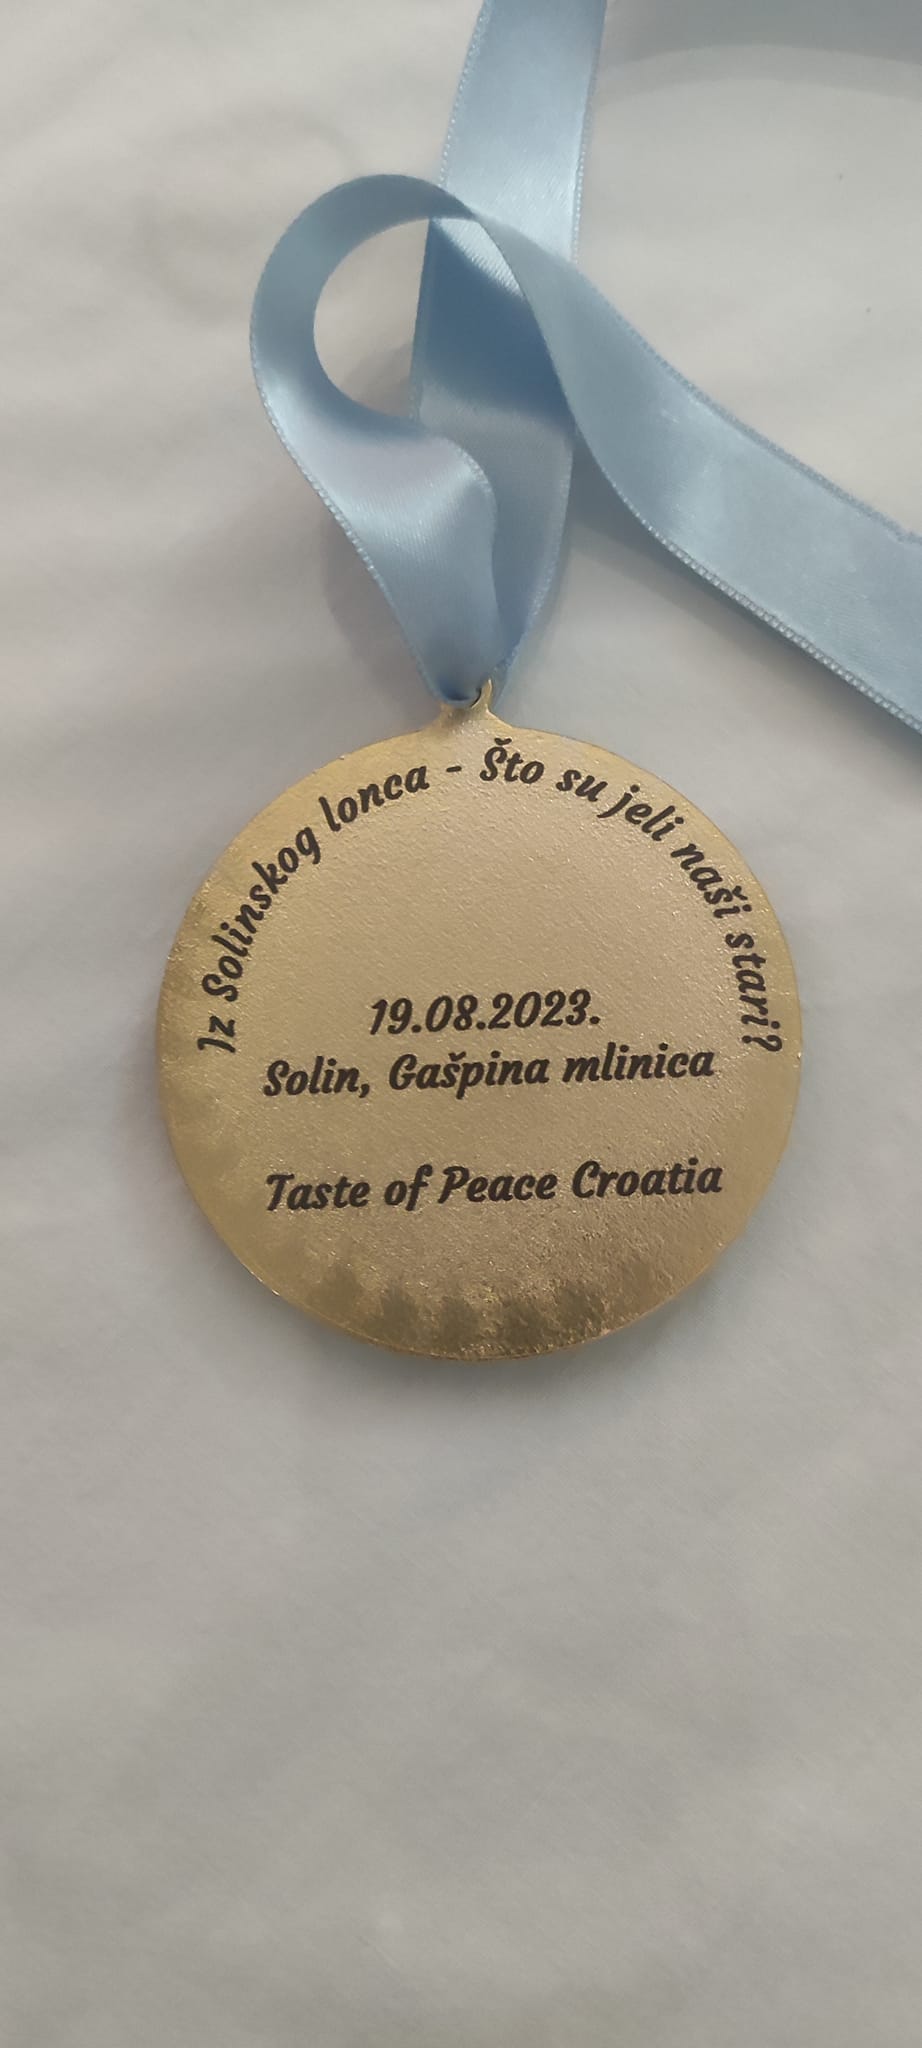 Iz Solinskog lonca - Što su jeli naši stari?
19.08.2023.
Solin, Gašpina mlinica
Taste of Peace Croatia